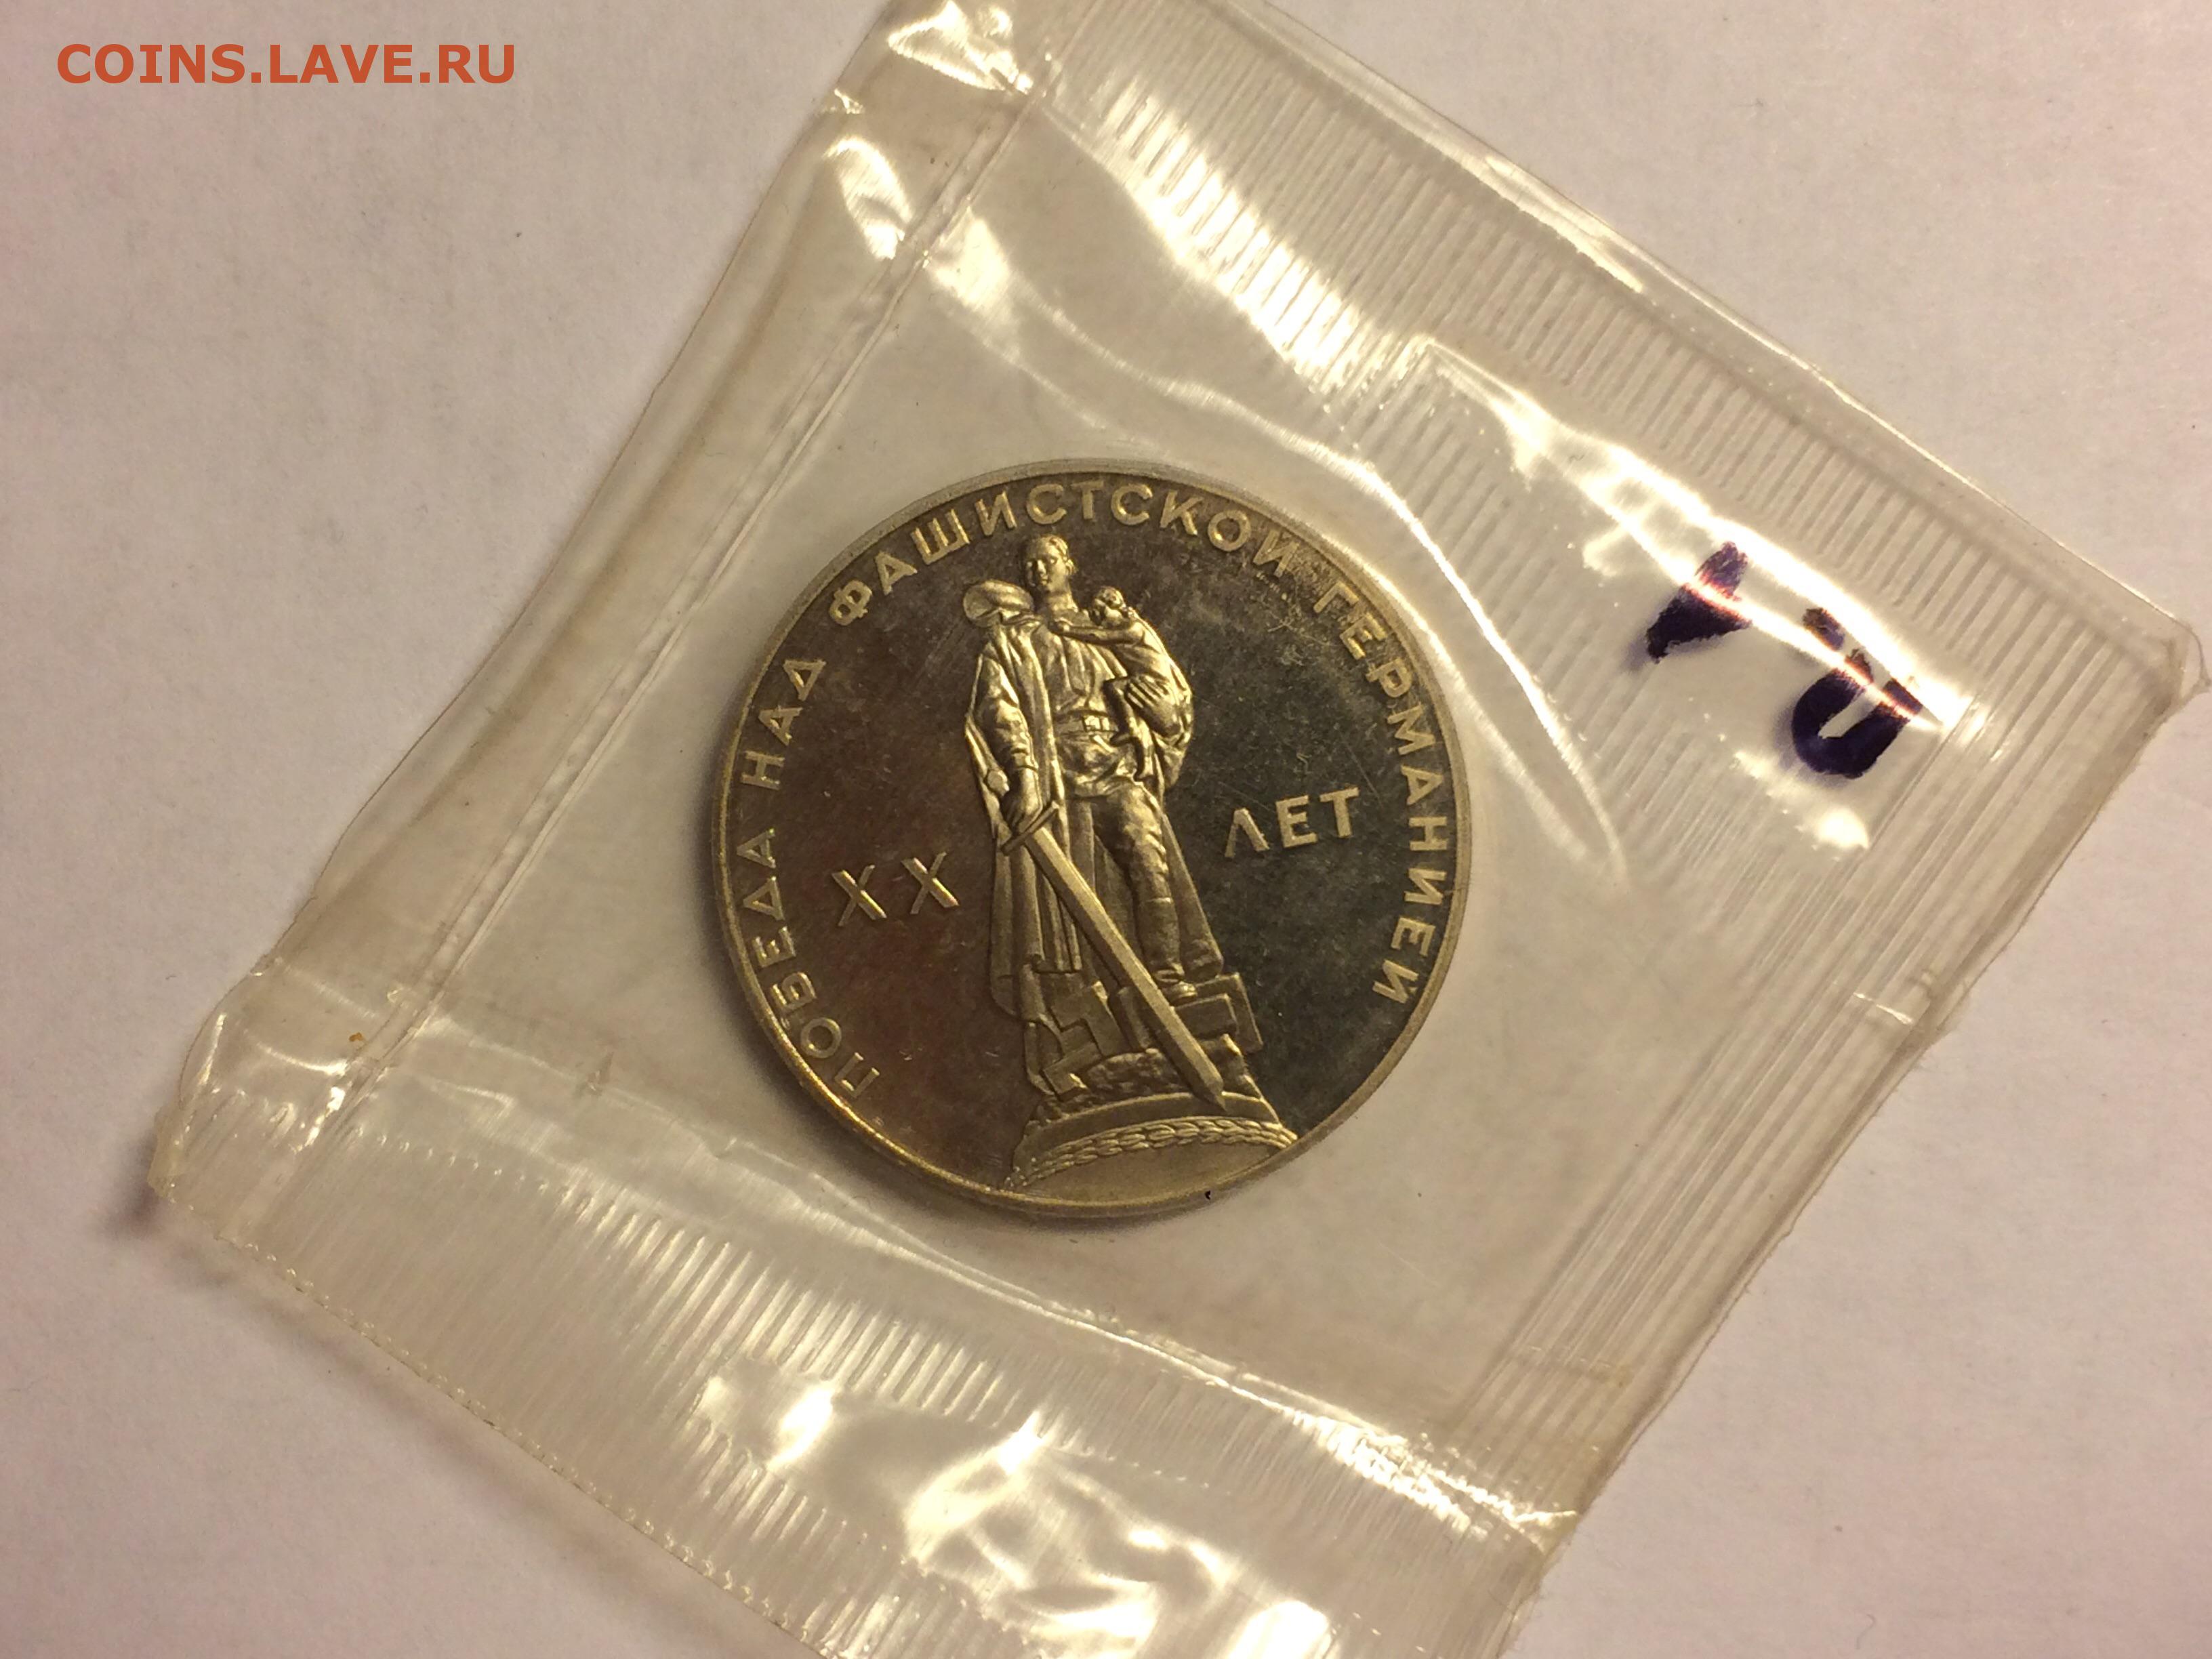 COINS.LAVE.RU
ПОБЕДА НАД ФАШИСТСКОЙ ГЕРМАНИЕЙ
XX ЛЕТ